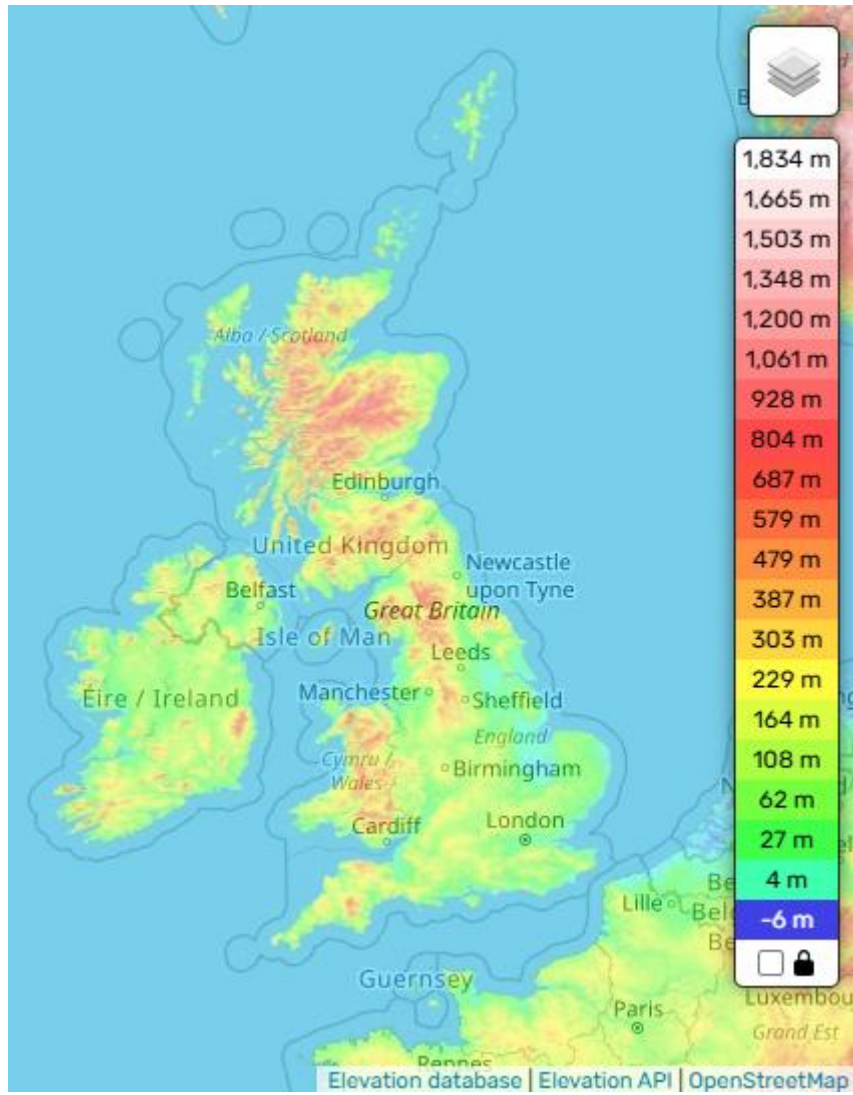 1,834 m
1,665 m
1,503 m
1,348 m
1,200 m
1,061 m
928 m
804 m
687 m
579 m
479 m
387 m
303 m
229 m
164 m
108 m
62 m
27 m
4 m
-6 m
Alba / Scotland
Edinburgh
United Kingdom
Newcastle
upon Tyne
Belfast
Great Britain
Isle of Man
Leeds
Éire / Ireland
Manchester
Sheffield
England
Cymru /
Wales
Birmingham
Cardiff
London
Lille
Guernsey
Paris
Luxembou
Grand Est
Rennes
Elevation database | Elevation API | OpenStreetMap